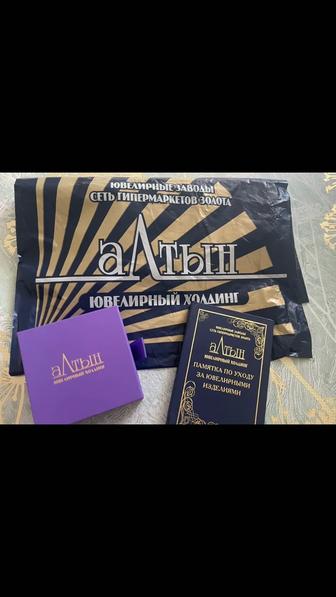 ЮВЕЛИРНЫЕ ЗАВОДЫ
СЕТЬ ГИПЕРМАРКЕТОВ ЗОЛОТА
аЛтын
ЮВЕЛИРНЫЙ ХОЛДИНГ
аЛтын
ЮВЕЛИРНЫЙ ХОЛДИНГ
ЮВЕЛИРНЫЕ ЗАВОДЫ
СЕТЬ ГИПЕРМАРКЕТОВ ЗОЛОТА
аЛтын
ЮВЕЛИРНЫЙ ХОЛДИНГ
ПАМЯТКА ПО УХОДУ
ЗА ЮВЕЛИРНЫМИ
ИЗДЕЛИЯМИ